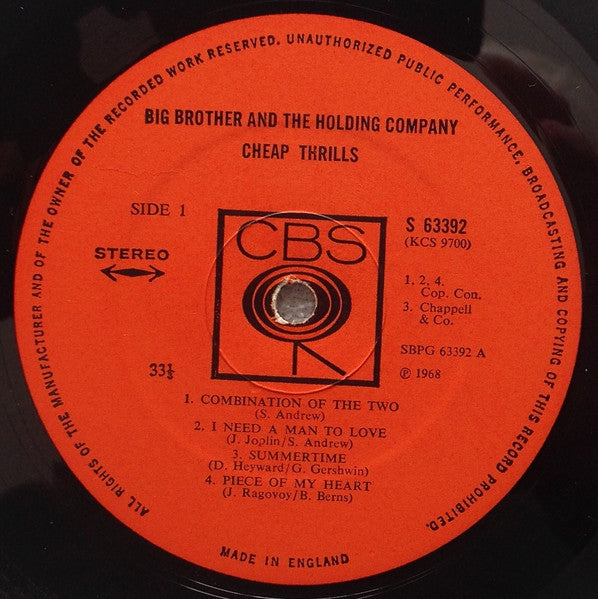 ALL RIGHTS OF THE MANUFACTURER AND OF THE OWNER OF THE RECORDED WORK RESERVED. UNAUTHORIZED PUBLIC PERFORMANCE, BROADCASTING AND COPYING OF THIS RECORD PROHIBITED.
BIG BROTHER AND THE HOLDING COMPANY
CHEAP THRILLS
SIDE 1
STEREO
CBS
S 63392
(KCS 9700)
1. 2, 4.
Cop. Con.
3. Chappell
& Co.
SBPG 63392 A
33⅓
℗ 1968
1. COMBINATION OF THE TWO
(S. Andrew)
2. I NEED A MAN TO LOVE
(J. Joplin/S. Andrew)
3. SUMMERTIME
(D. Heyward/G. Gershwin)
4. PIECE OF MY HEART
(J. Ragovoy/B. Berns)
MADE IN ENGLAND